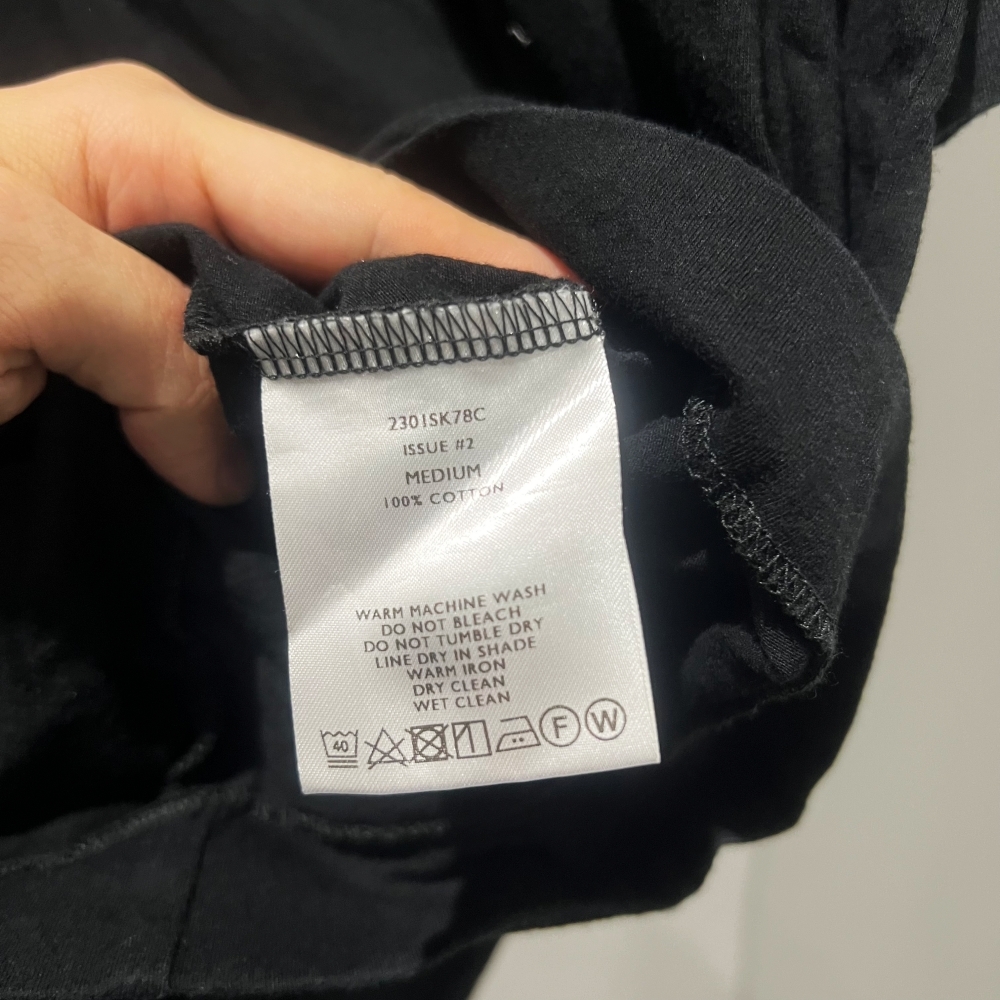 2301SK78C
ISSUE #2
MEDIUM
100% COTTON
WARM MACHINE WASH
DO NOT BLEACH
DO NOT TUMBLE DRY
LINE DRY IN SHADE
WARM IRON
DRY CLEAN
WET CLEAN
40 F W